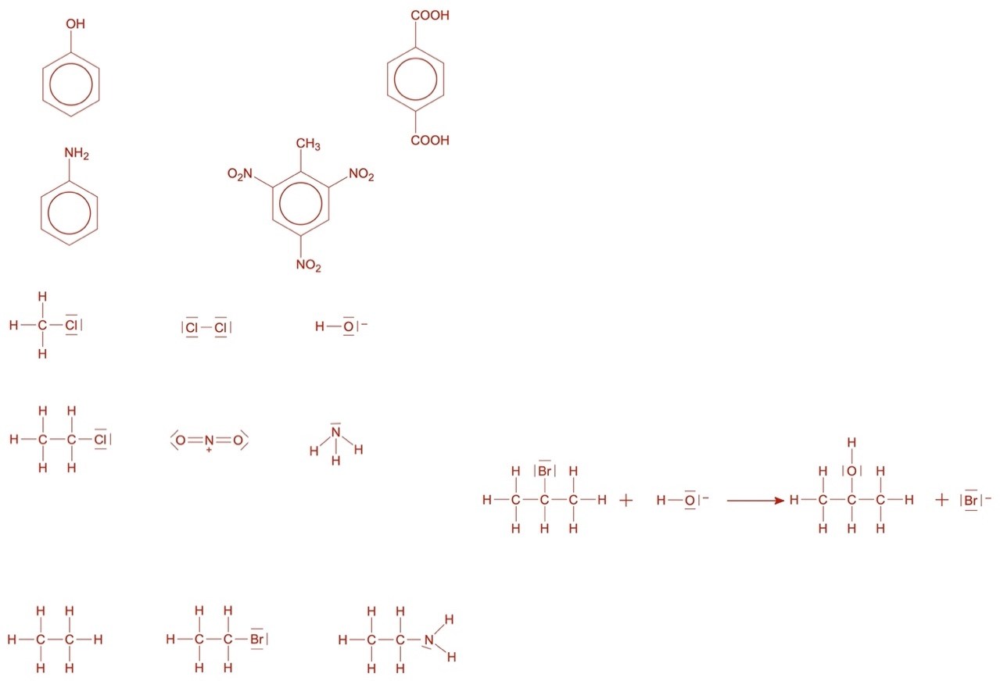 OH
COOH
COOH
NH2
CH3
O2N
NO2
NO2
H
H—C—Cl
H
Cl—Cl
H—O−
H H
H—C—C—Cl
H H
O=N=O
+
N
H H H
H Br H
H—C—C—C—H
H H H
+
H—O−
H
H O H
H—C—C—C—H
H H H
+ Br−
H H
H—C—C—H
H H
H H
H—C—C—Br
H H
H H H
H—C—C—N
H H H